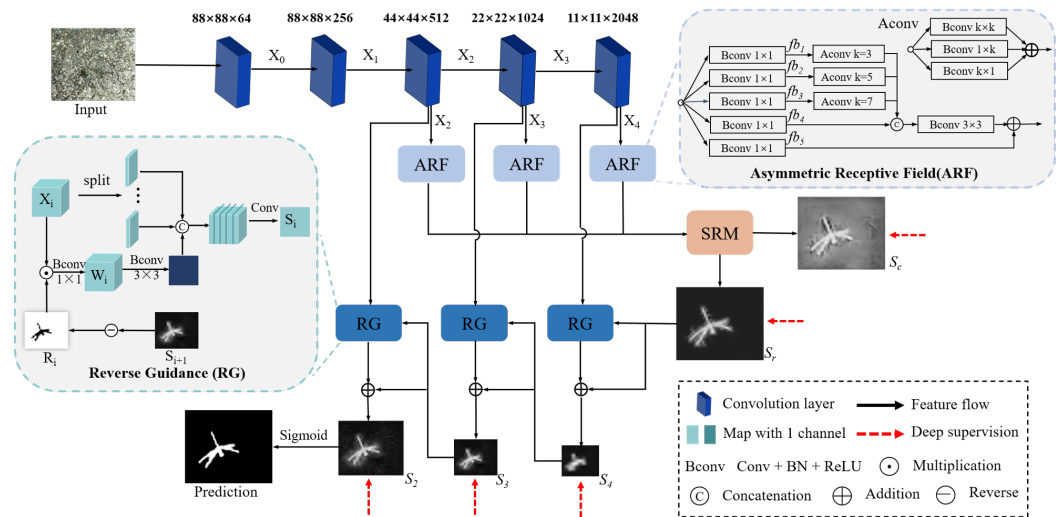 88×88×64
88×88×256
44×44×512
22×22×1024
11×11×2048
Input
X0
X1
X2
X3
X2
X3
X4
ARF
ARF
ARF
Aconv
Bconv k×k
Bconv 1×k
Bconv k×1
Bconv 1×1
fb1
Aconv k=3
Bconv 1×1
fb2
Aconv k=5
Bconv 1×1
fb3
Aconv k=7
Bconv 1×1
fb4
C
Bconv 3×3
Bconv 1×1
fb5
Asymmetric Receptive Field(ARF)
Xi
split
C
Conv
Si
Bconv
1×1
Wi
Bconv
3×3
Ri
Si+1
Reverse Guidance (RG)
SRM
Sc
Sr
RG
RG
RG
Sigmoid
Prediction
S2
S3
S4
Convolution layer
Feature flow
Map with 1 channel
Deep supervision
Bconv Conv + BN + ReLU
Multiplication
C Concatenation
Addition
Reverse